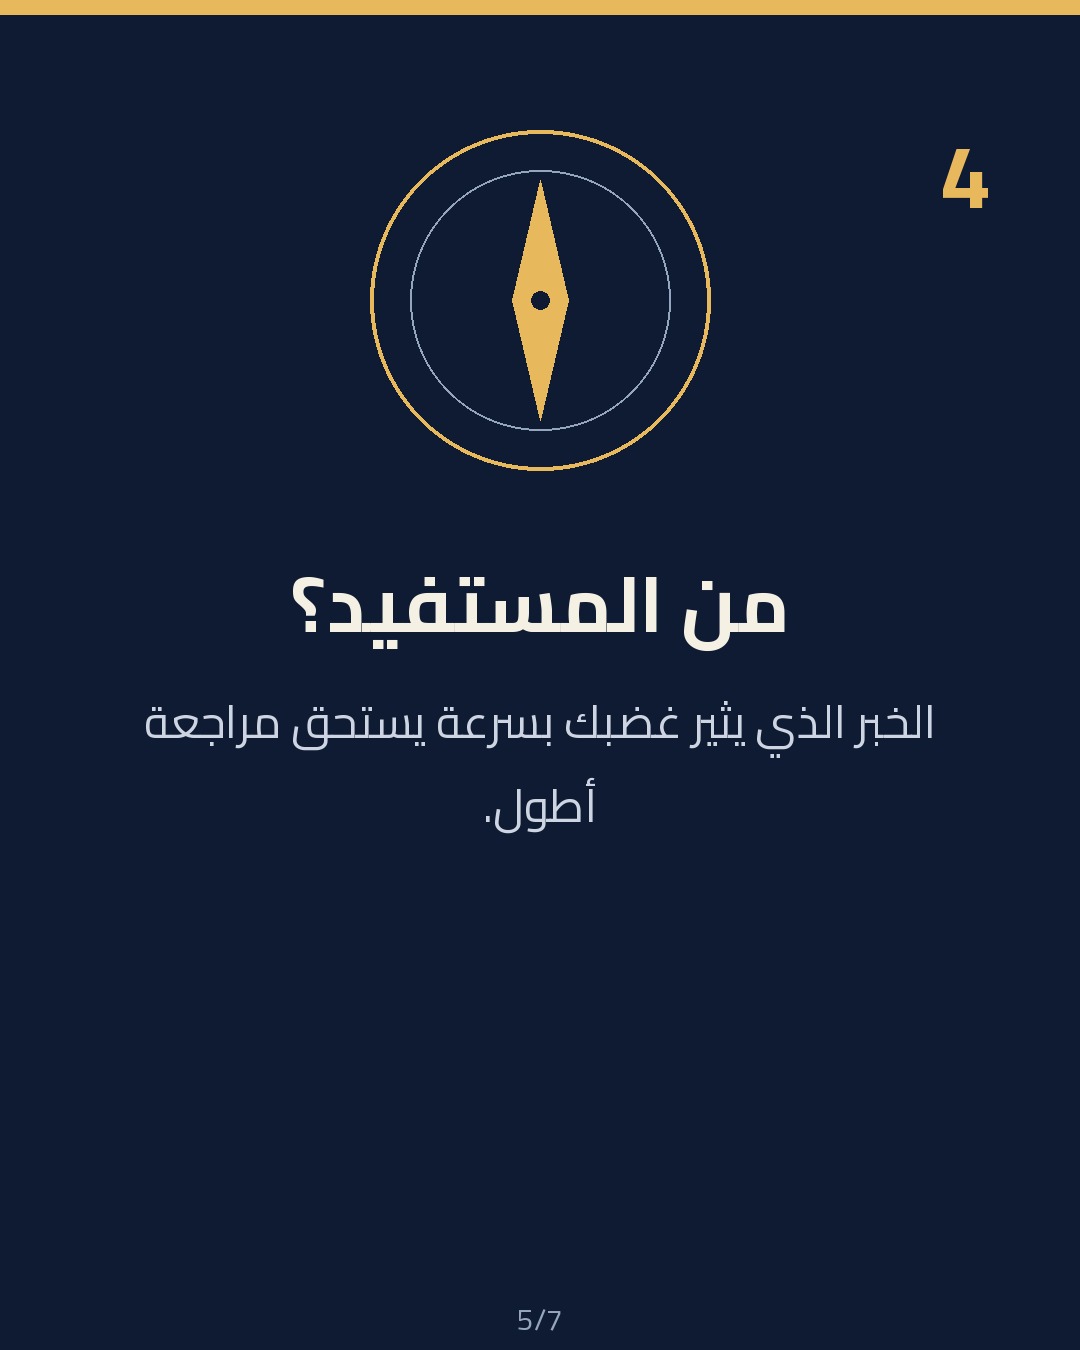 4
من المستفيد؟
الخبر الذي يثير غضبك بسرعة يستحق مراجعة
أطول.
5/7